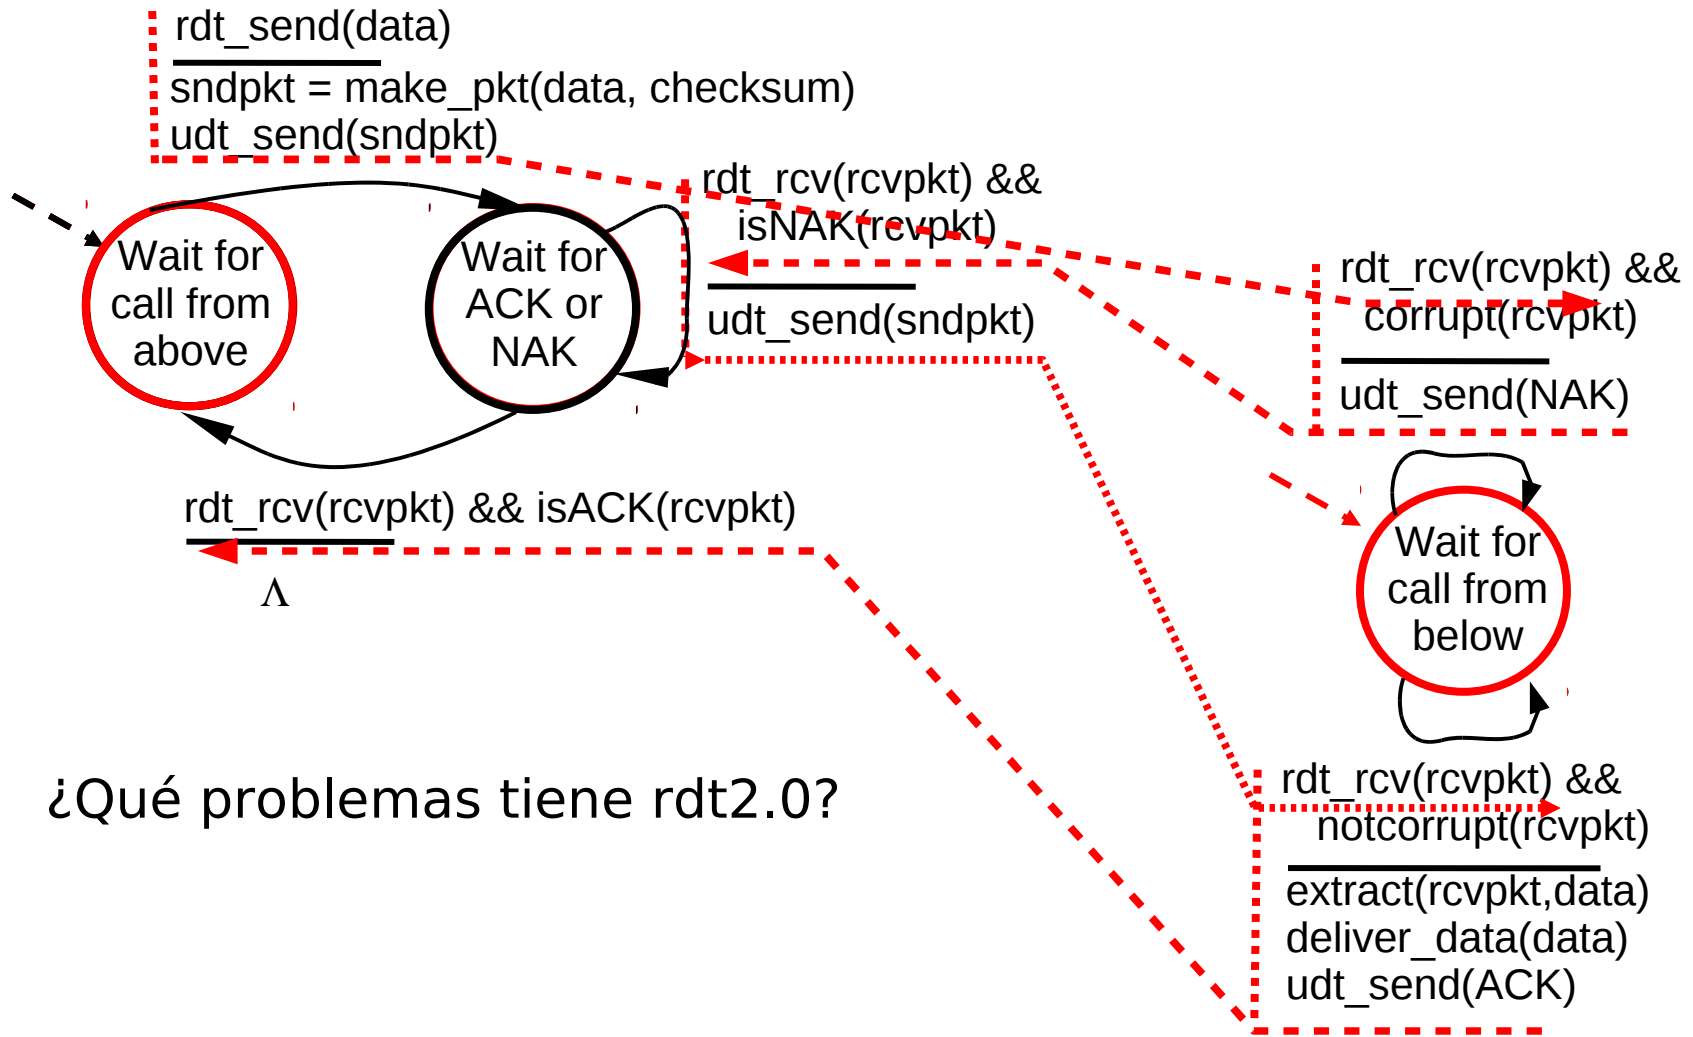 rdt_send(data)
sndpkt = make_pkt(data, checksum)
udt_send(sndpkt)
rdt_rcv(rcvpkt) &&
isNAK(rcvpkt)
udt_send(sndpkt)
Wait for
call from
above
Wait for
ACK or
NAK
rdt_rcv(rcvpkt) && isACK(rcvpkt)
Λ
rdt_rcv(rcvpkt) &&
corrupt(rcvpkt)
udt_send(NAK)
Wait for
call from
below
¿Qué problemas tiene rdt2.0?
rdt_rcv(rcvpkt) &&
notcorrupt(rcvpkt)
extract(rcvpkt,data)
deliver_data(data)
udt_send(ACK)